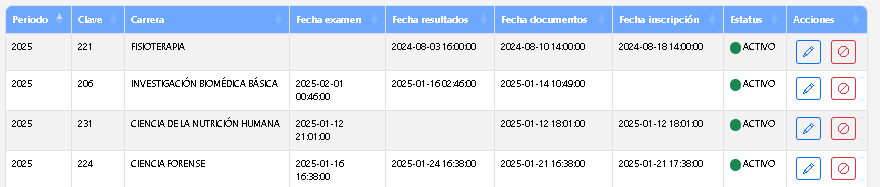 Periodo Clave Carrera Fecha examen Fecha resultados Fecha documentos Fecha inscripción Estatus Acciones
2025 221 FISIOTERAPIA 2024-08-03 16:00:00 2024-08-10 14:00:00 2024-08-18 14:00:00 ACTIVO
2025 206 INVESTIGACIÓN BIOMÉDICA BÁSICA 2025-02-01 2025-01-16 02:46:00 2025-01-14 10:49:00 ACTIVO
00:46:00
2025 231 CIENCIA DE LA NUTRICIÓN HUMANA 2025-01-12 2025-01-12 18:01:00 2025-01-12 18:01:00 ACTIVO
21:01:00
2025 224 CIENCIA FORENSE 2025-01-16 2025-01-24 16:38:00 2025-01-21 16:38:00 2025-01-21 17:38:00 ACTIVO
16:38:00